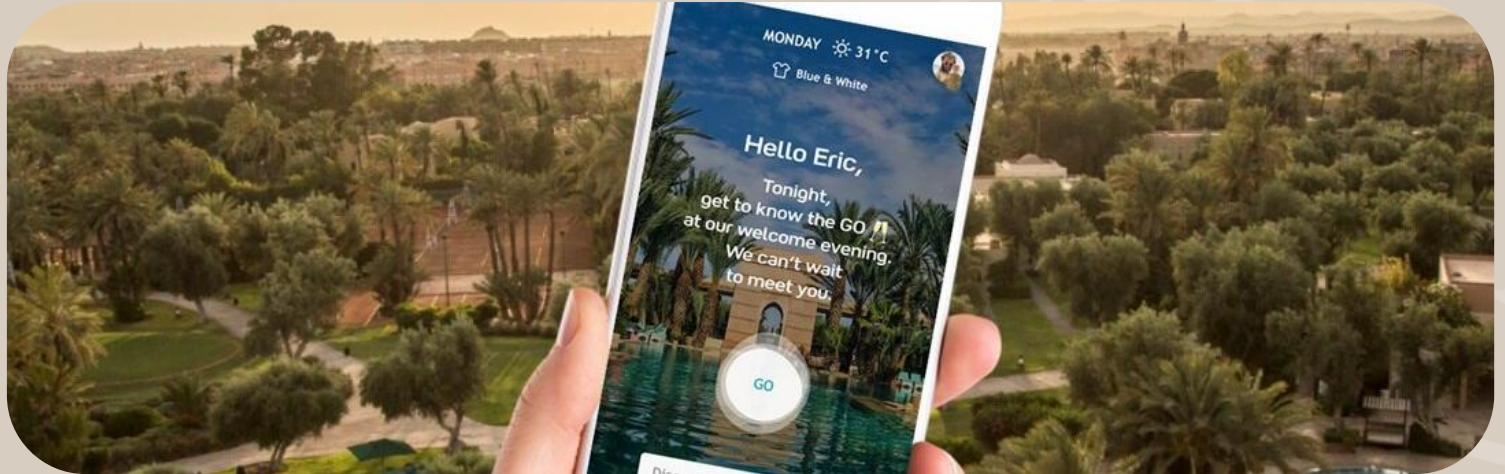 MONDAY 31°C
Blue & White
Hello Eric,
Tonight,
get to know the GO 🥂
at our welcome evening.
We can't wait
to meet you.
GO